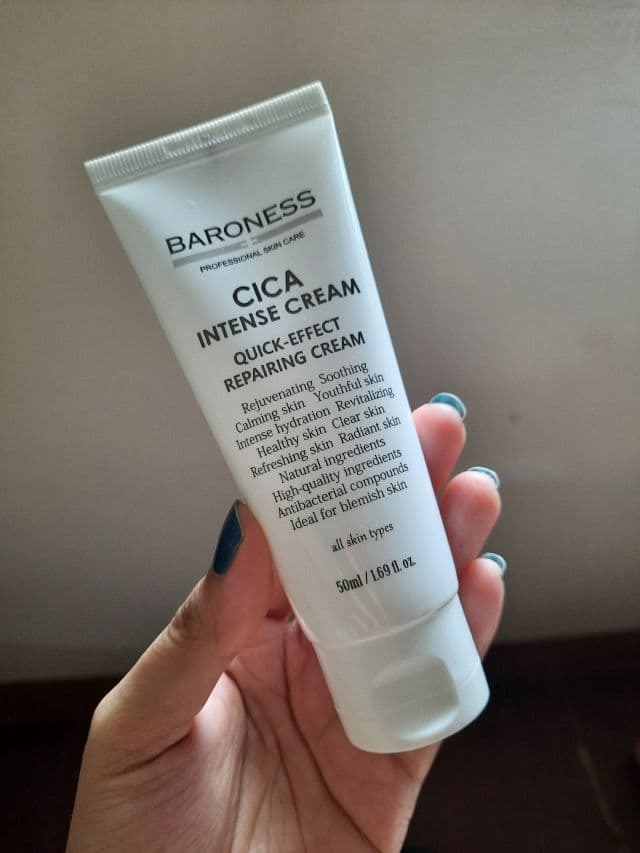 BARONESS
PROFESSIONAL SKIN CARE
CICA
INTENSE CREAM
QUICK-EFFECT
REPAIRING CREAM
Rejuvenating Soothing
Calming skin Youthful skin
Intense hydration Revitalizing
Healthy skin Clear skin
Refreshing skin Radiant skin
Natural ingredients
High-quality ingredients
Antibacterial compounds
Ideal for blemish skin
all skin types
50ml / 1.69 fl. oz.